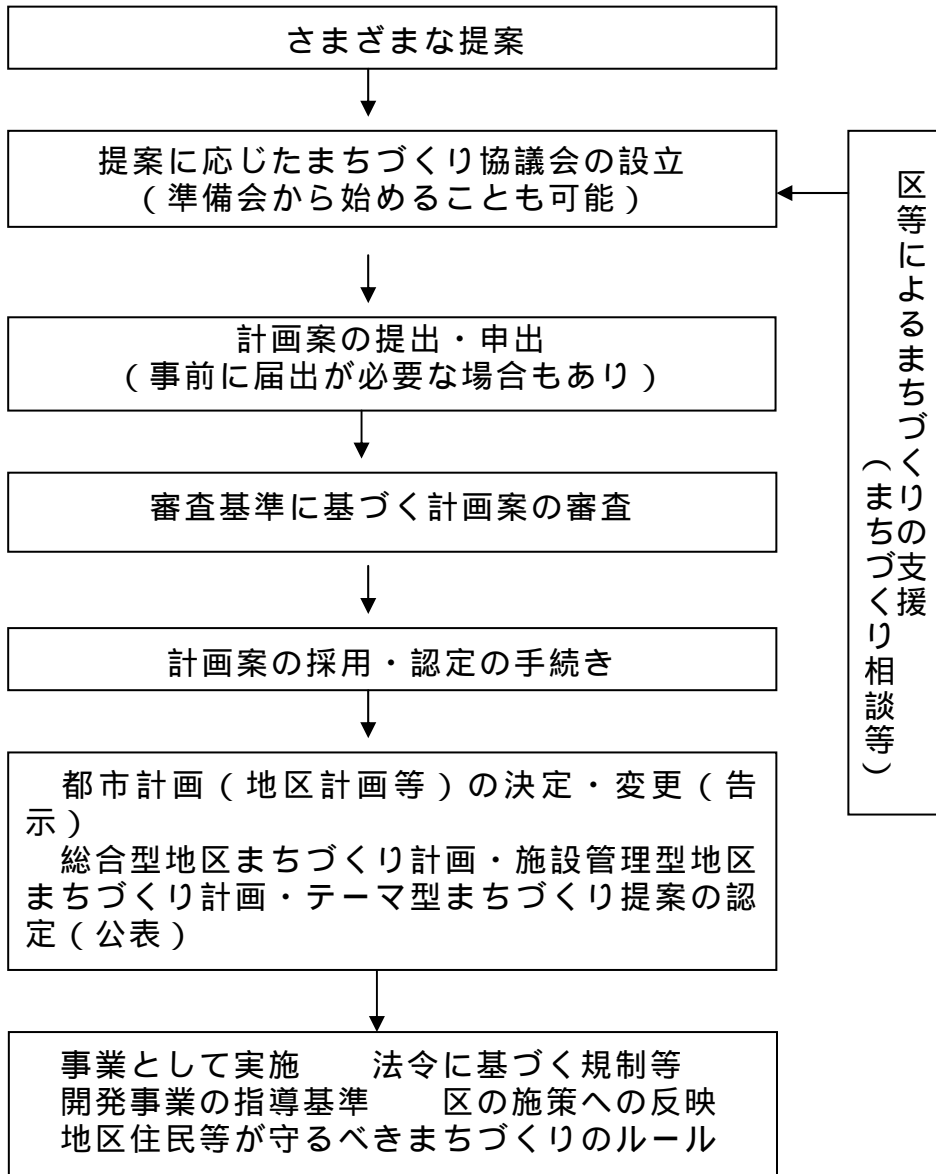 さまざまな提案
提案に応じたまちづくり協議会の設立
（準備会から始めることも可能）
区等によるまちづくりの支援
（まちづくり相談等）
計画案の提出・申出
（事前に届出が必要な場合もあり）
審査基準に基づく計画案の審査
計画案の採用・認定の手続き
都市計画（地区計画等）の決定・変更（告
示）
総合型地区まちづくり計画・施設管理型地区
まちづくり計画・テーマ型まちづくり提案の認
定（公表）
事業として実施　　法令に基づく規制等
開発事業の指導基準　　区の施策への反映
地区住民等が守るべきまちづくりのルール